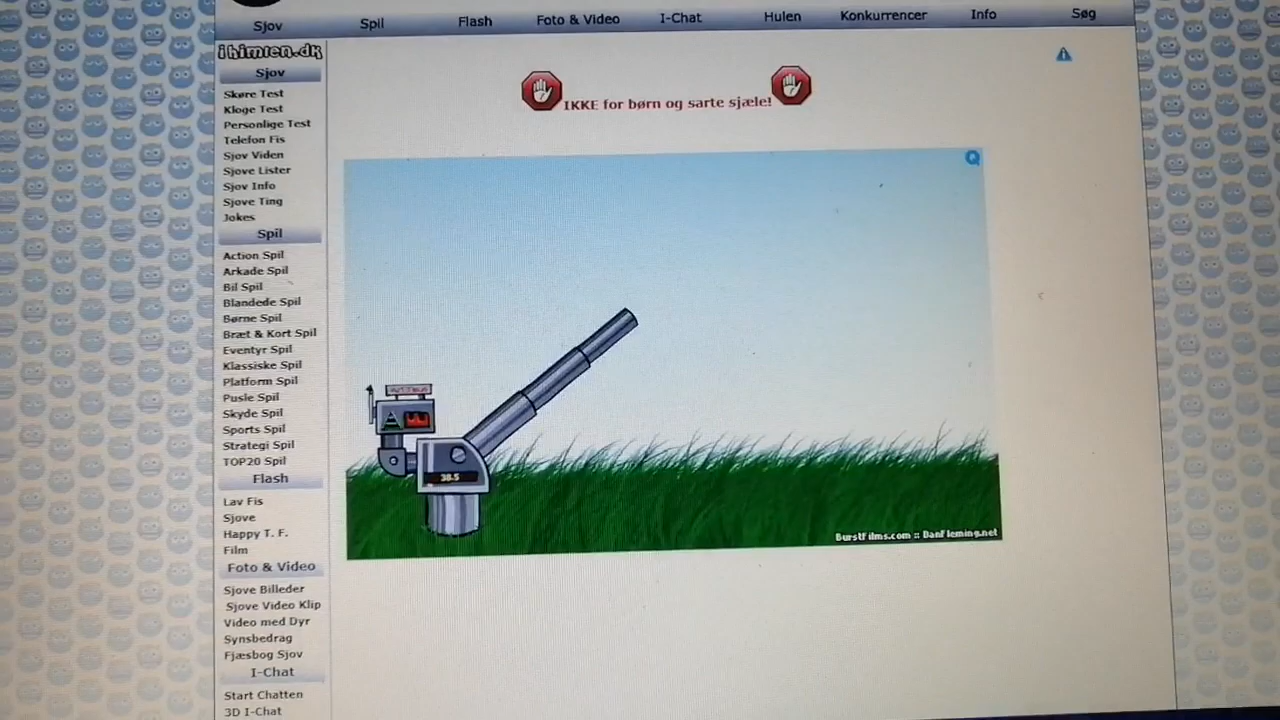 Sjov Spil Flash Foto & Video I-Chat Hulen Konkurrencer Info Søg
ihimlen.dk
Sjov
Skøre Test
Kloge Test
Personlige Test
Telefon Fis
Sjov Viden
Sjove Lister
Sjov Info
Sjove Ting
Jokes
Spil
Action Spil
Arkade Spil
Bil Spil
Blandede Spil
Børne Spil
Bræt & Kort Spil
Eventyr Spil
Klassiske Spil
Platform Spil
Pusle Spil
Skyde Spil
Sports Spil
Strategi Spil
TOP20 Spil
Flash
Lav Fis
Sjove
Happy T. F.
Film
Foto & Video
Sjove Billeder
Sjove Video Klip
Video med Dyr
Synsbedrag
Fjæsbog Sjov
I-Chat
Start Chatten
3D I-Chat
IKKE for børn og sarte sjæle!
Q
38.5
BurstFilms.com :: DanFleming.net